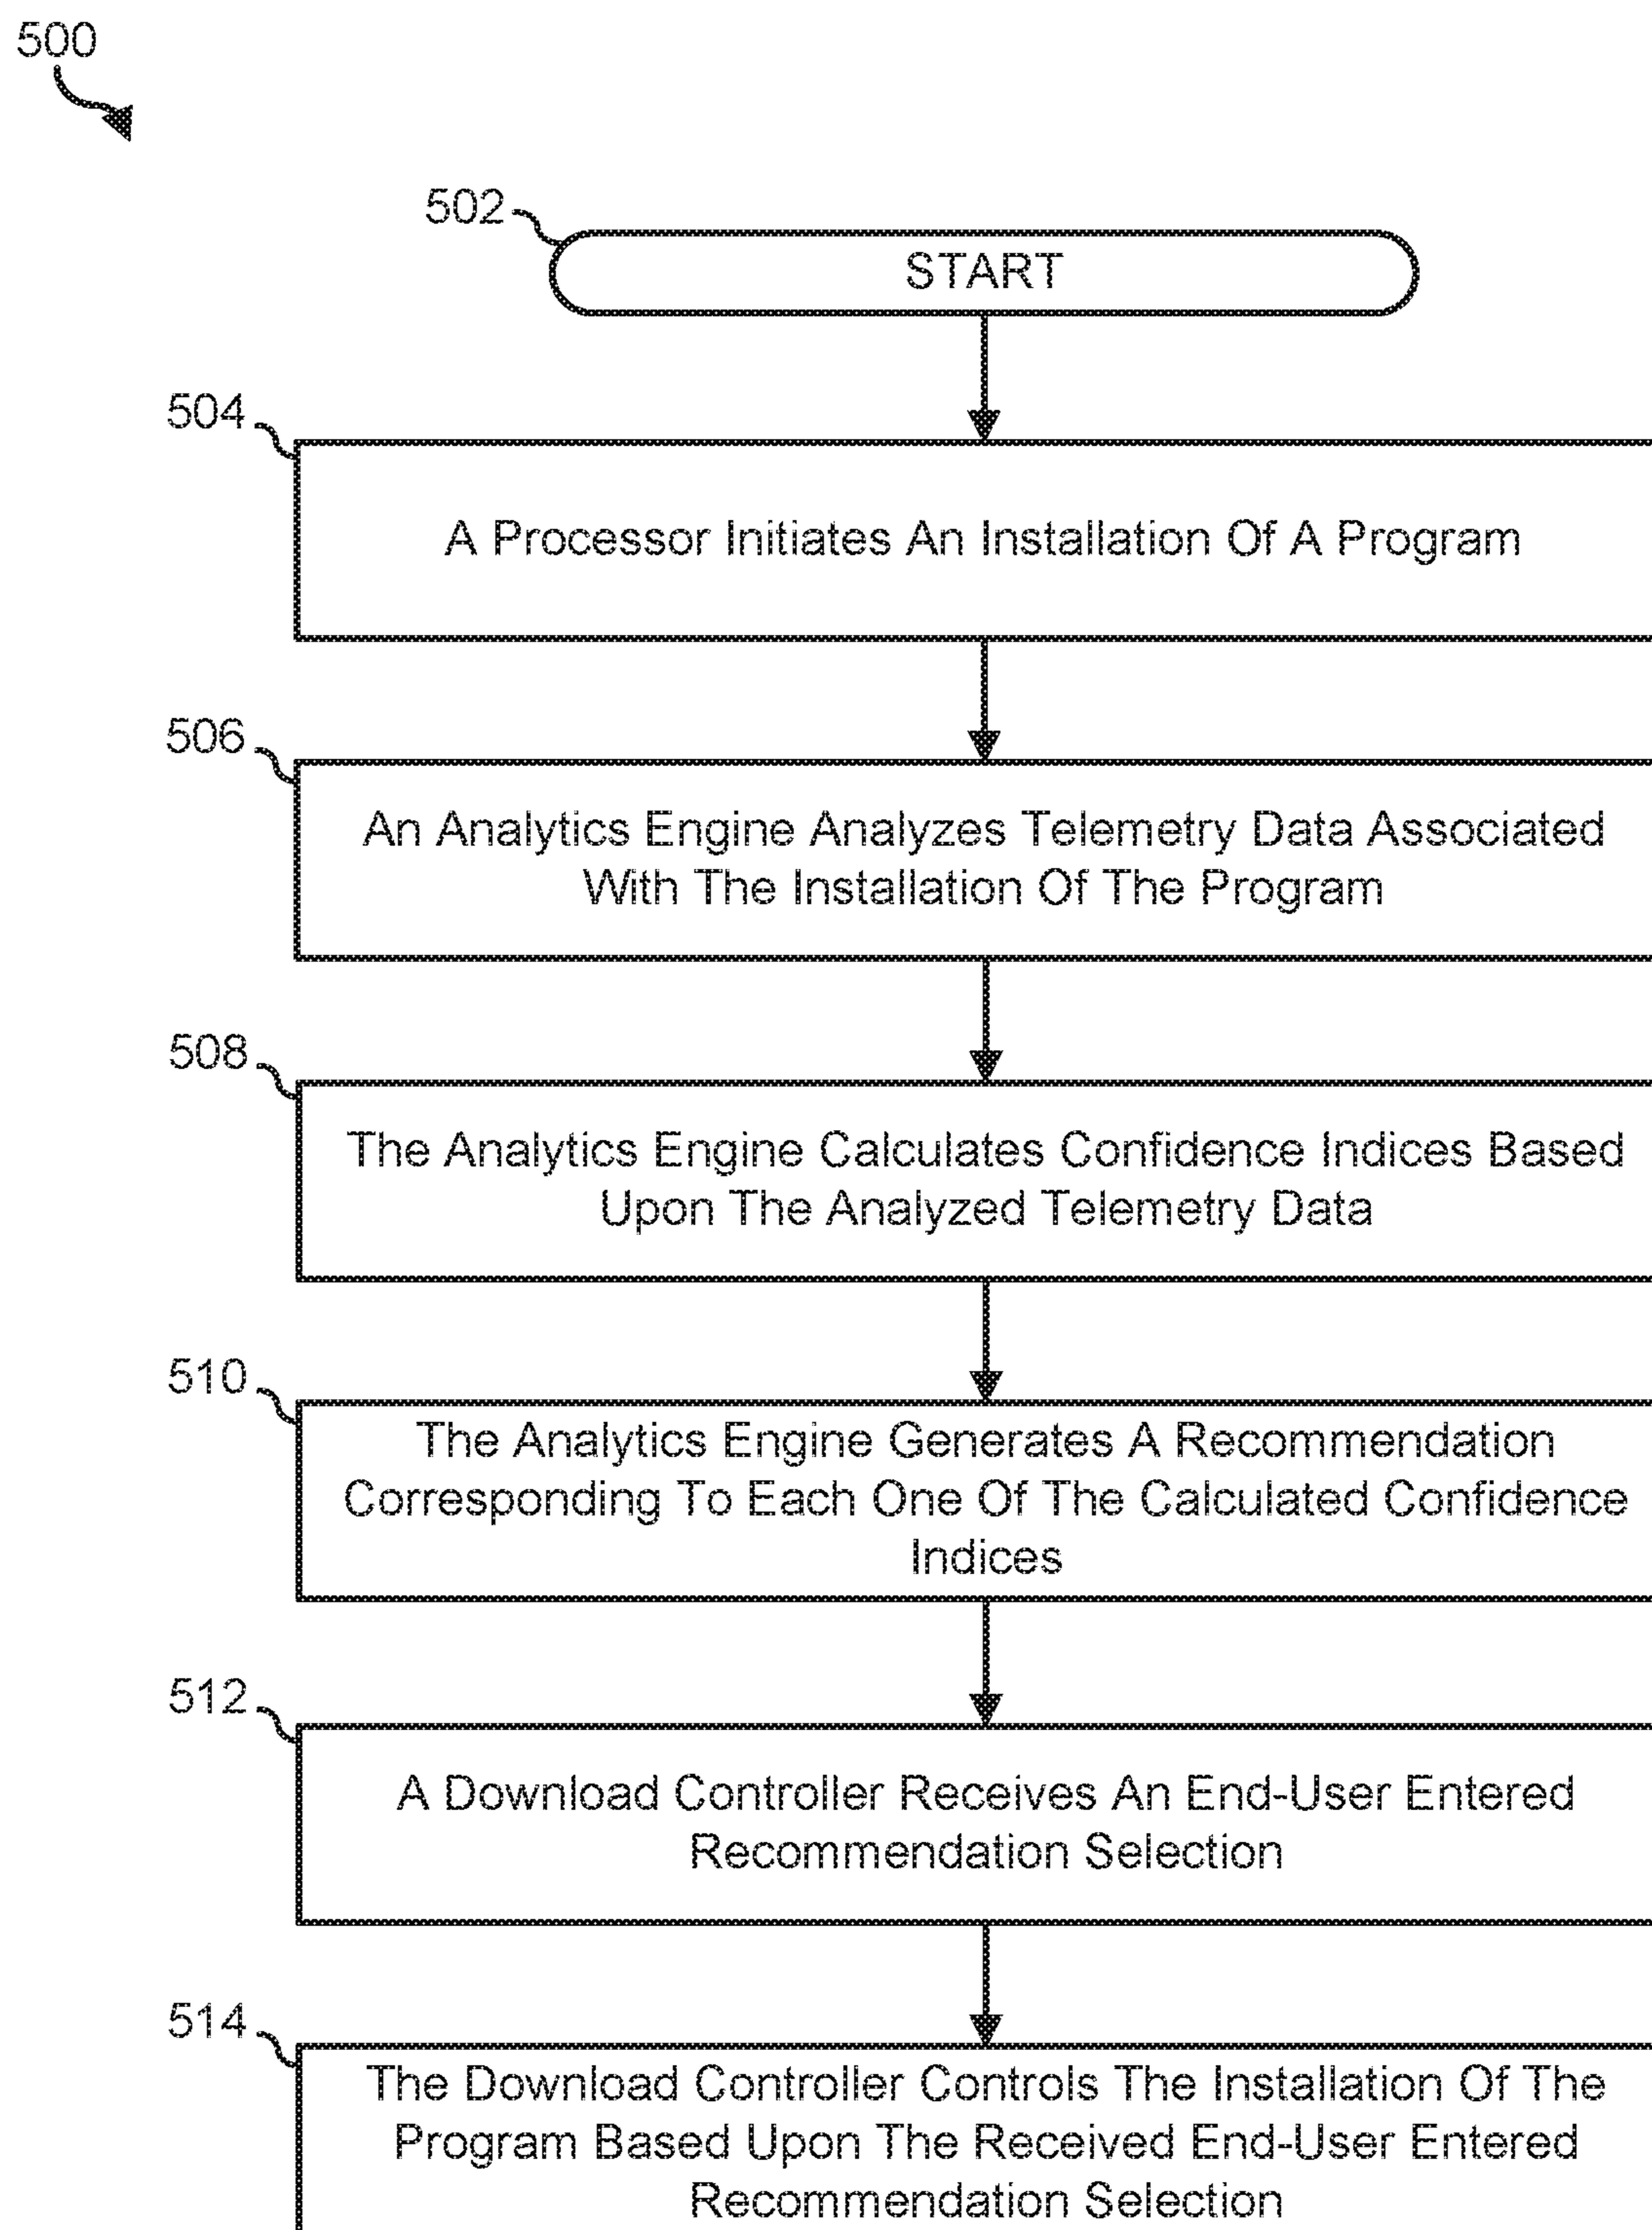 500
502
START
504
A Processor Initiates An Installation Of A Program
506
An Analytics Engine Analyzes Telemetry Data Associated
With The Installation Of The Program
508
The Analytics Engine Calculates Confidence Indices Based
Upon The Analyzed Telemetry Data
510
The Analytics Engine Generates A Recommendation
Corresponding To Each One Of The Calculated Confidence
Indices
512
A Download Controller Receives An End-User Entered
Recommendation Selection
514
The Download Controller Controls The Installation Of The
Program Based Upon The Received End-User Entered
Recommendation Selection